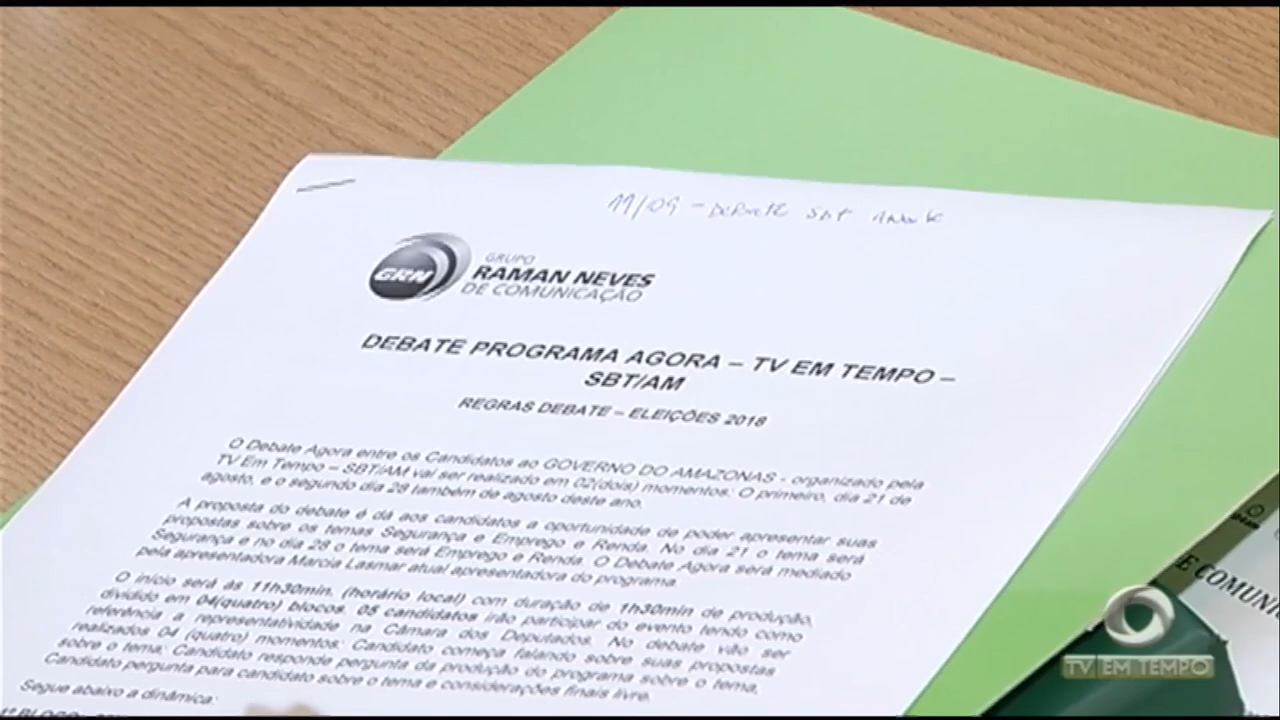 11/09 - DEBATE SBT
GRN
GRUPO
RAMAN NEVES
DE COMUNICAÇÃO
DEBATE PROGRAMA AGORA – TV EM TEMPO –
SBT/AM
REGRAS DEBATE – ELEIÇÕES 2018
O Debate Agora entre os Candidatos ao GOVERNO DO AMAZONAS - organizado pela
TV Em Tempo – SBT/AM vai ser realizado em 02(dois) momentos: O primeiro, dia 21 de
agosto, e o segundo dia 28 também de agosto deste ano.
A proposta do debate é dá aos candidatos a oportunidade de poder apresentar suas
propostas sobre os temas Segurança e Emprego e Renda. No dia 21 o tema será
Segurança e no dia 28 o tema será Emprego e Renda. O Debate Agora será mediado
pela apresentadora Marcia Lasmar atual apresentadora do programa.
O início será ás 11h30min. (horário local) com duração de 1h30min de produção,
dividido em 04(quatro) blocos. 05 candidatos irão participar do evento tendo como
referência a representatividade na Câmara dos Deputados. No debate vão ser
realizados 04 (quatro) momentos: Candidato começa falando sobre suas propostas
sobre o tema, Candidato responde pergunta da produção do programa sobre o tema,
Candidato pergunta para candidato sobre o tema e considerações finais livre.
Segue abaixo a dinâmica:
E COMUNI
TV EM TEMPO